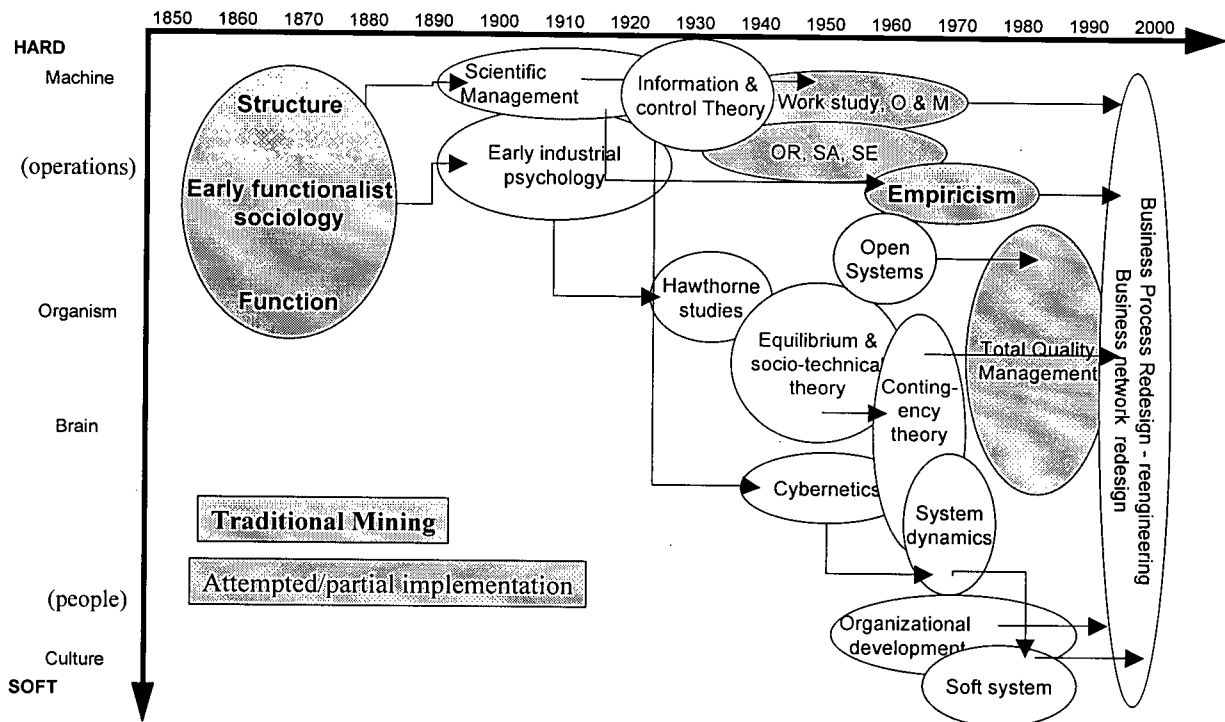 1850 1860 1870 1880 1890 1900 1910 1920 1930 1940 1950 1960 1970 1980 1990 2000
HARD
Machine
(operations)
Organism
Brain
(people)
Culture
SOFT
Structure
Early functionalist
sociology
Function
Scientific
Management
Early industrial
psychology
Information &
control Theory
Work study, O & M
OR, SA, SE
Empiricism
Open
Systems
Hawthorne
studies
Equilibrium &
socio-technical
theory
Conting-
ency
theory
Total Quality
Management
Cybernetics
System
dynamics
Organizational
development
Soft system
Business Process Redesign - reengineering
Business network redesign
Traditional Mining
Attempted/partial implementation